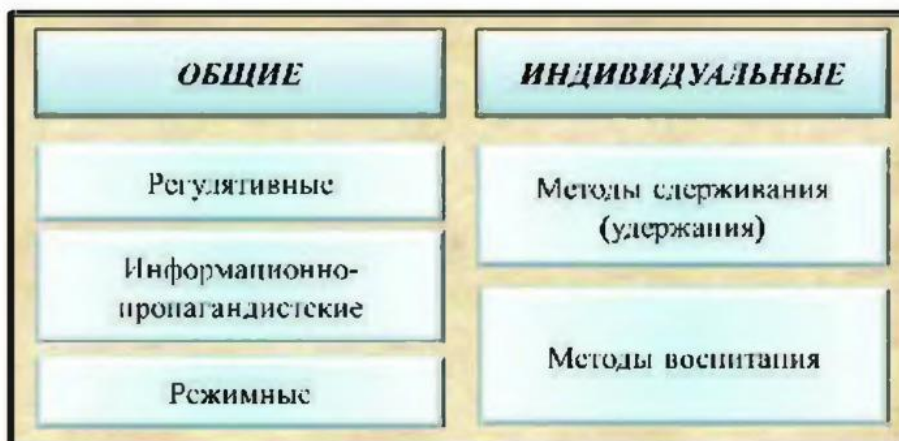 ОБЩИЕ
Регулятивные
Информационно-
пропагандистские
Режимные
ИНДИВИДУАЛЬНЫЕ
Методы сдерживания
(удержания)
Методы воспитания